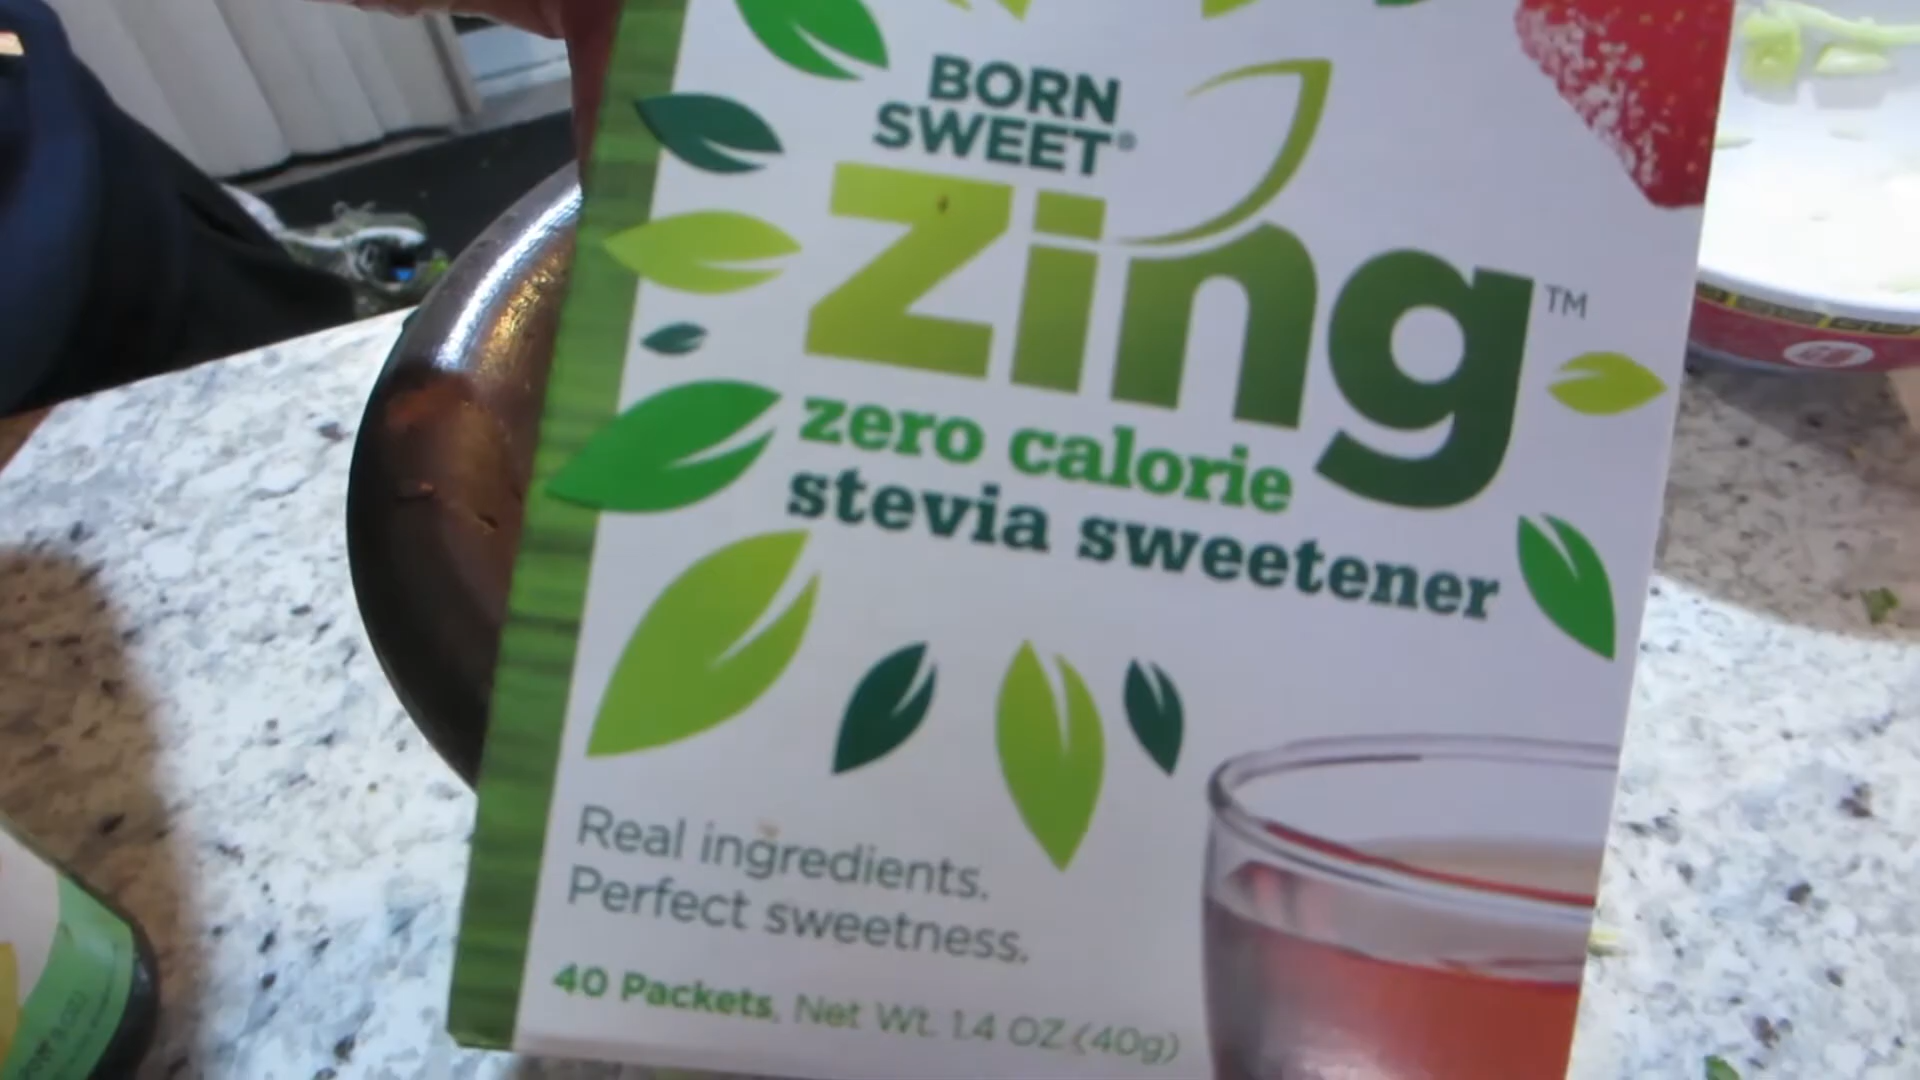 BORN
SWEET®
Zing™
zero calorie
stevia sweetener
Real ingredients.
Perfect sweetness.
40 Packets, Net Wt. 1.4 OZ (40g)